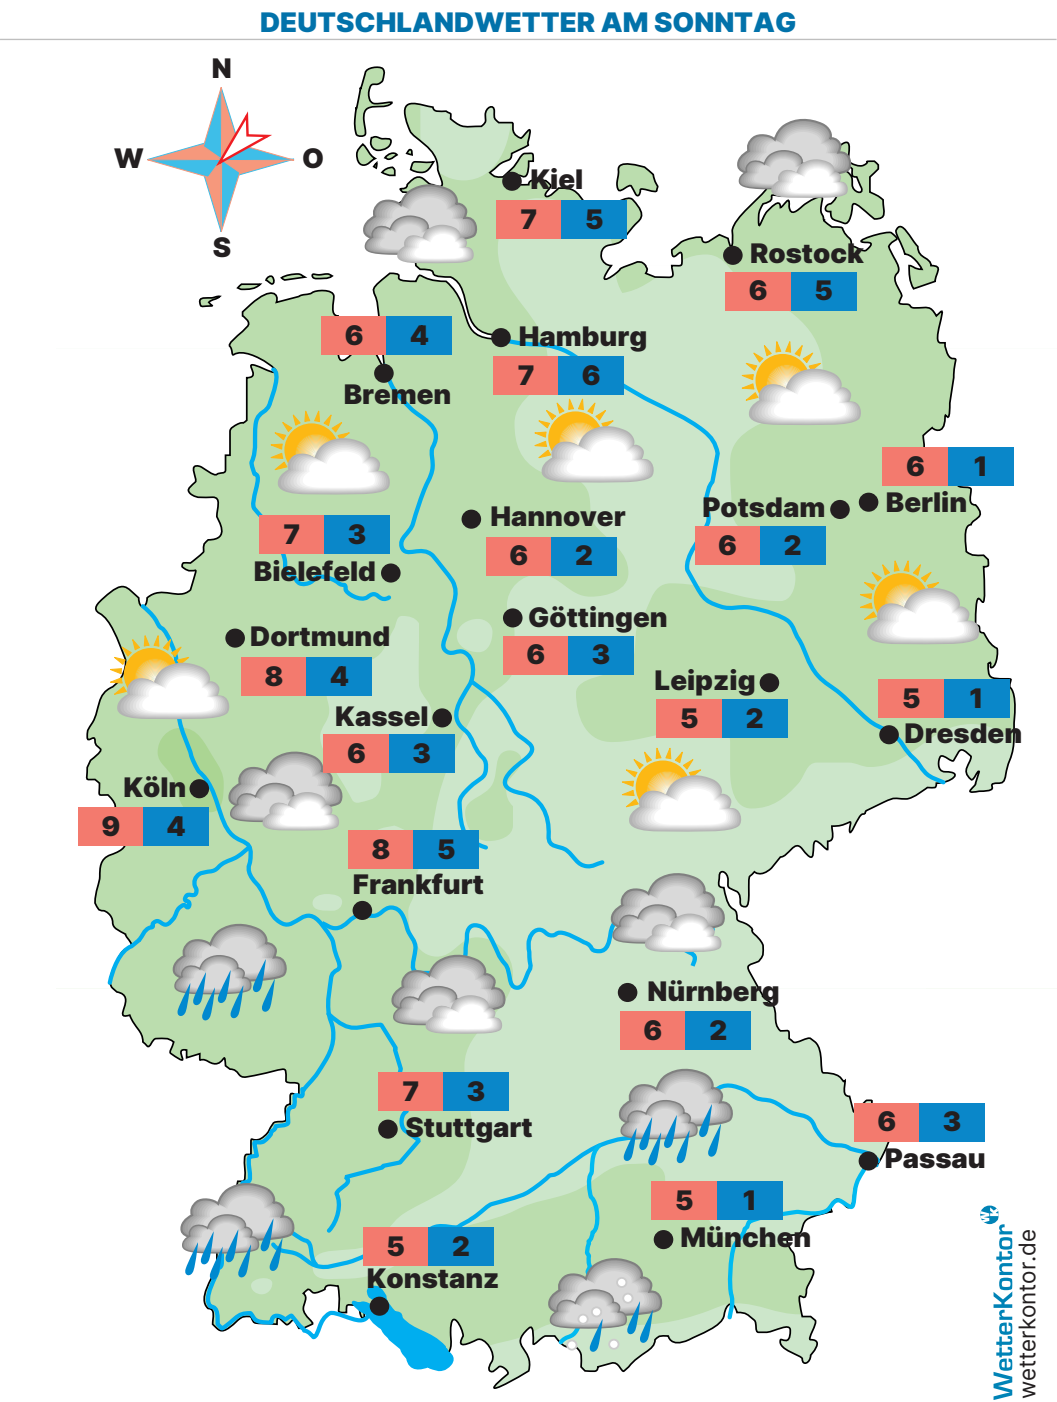 DEUTSCHLANDWETTER AM SONNTAG
N
W O
S
Kiel
7 5
Rostock
6 5
6 4
Bremen
Hamburg
7 6
6 1
Berlin
Potsdam
6 2
Hannover
6 2
7 3
Bielefeld
Göttingen
6 3
Dortmund
8 4
Leipzig
5 2
5 1
Dresden
Kassel
6 3
Köln
9 4
8 5
Frankfurt
Nürnberg
6 2
7 3
Stuttgart
6 3
Passau
5 1
München
5 2
Konstanz
WetterKontor
wetterkontor.de